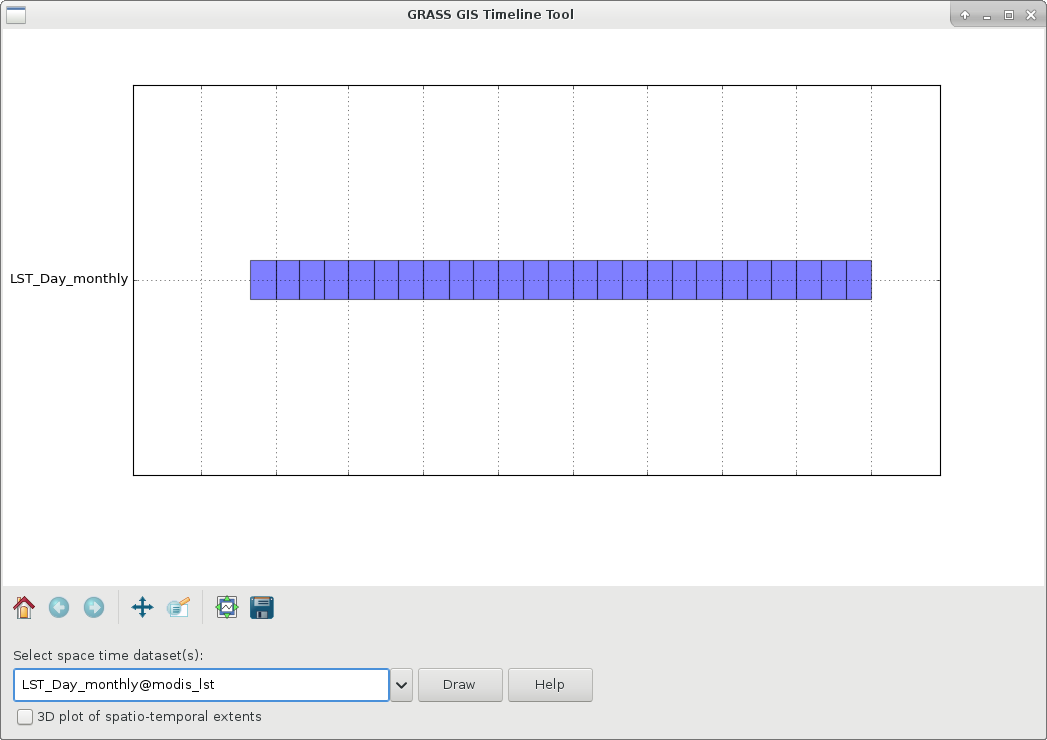 GRASS GIS Timeline Tool
LST_Day_monthly
Select space time dataset(s):
LST_Day_monthly@modis_lst
Draw
Help
3D plot of spatio-temporal extents